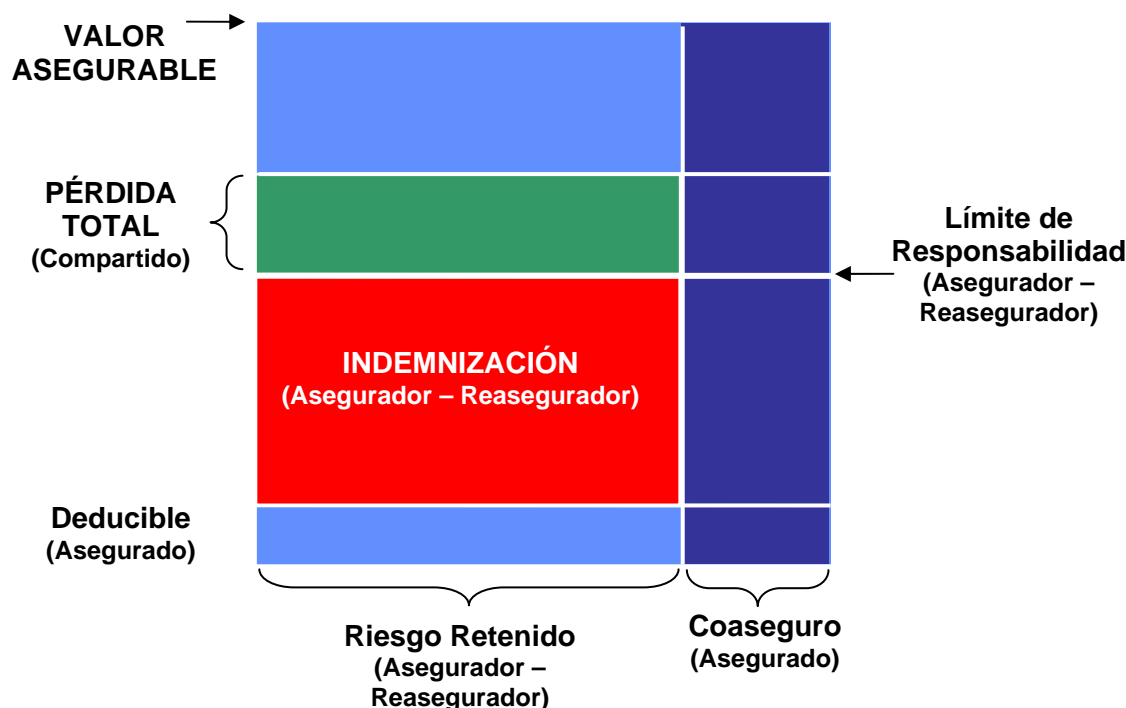 VALOR
ASEGURABLE
PÉRDIDA
TOTAL
(Compartido)
Límite de
Responsabilidad
(Asegurador –
Reasegurador)
INDEMNIZACIÓN
(Asegurador – Reasegurador)
Deducible
(Asegurado)
Riesgo Retenido
(Asegurador –
Reasegurador)
Coaseguro
(Asegurado)